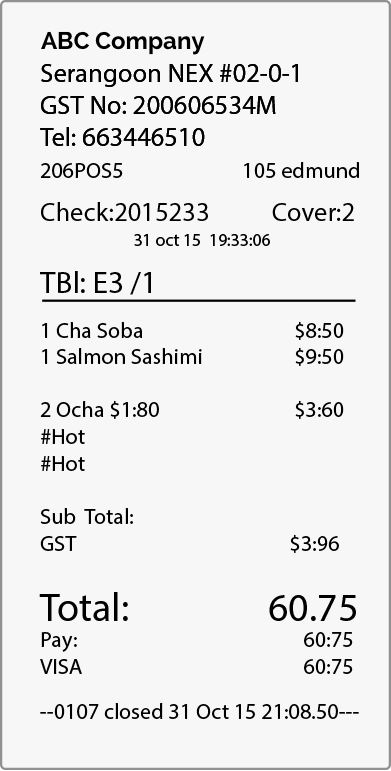 ABC Company
Serangoon NEX #02-0-1
GST No: 200606534M
Tel: 663446510
206POS5 105 edmund
Check:2015233 Cover:2
31 oct 15 19:33:06
TBl: E3 /1
1 Cha Soba $8:50
1 Salmon Sashimi $9:50
2 Ocha $1:80 $3:60
#Hot
#Hot
Sub Total:
GST $3:96
Total: 60.75
Pay: 60:75
VISA 60:75
--0107 closed 31 Oct 15 21:08.50---